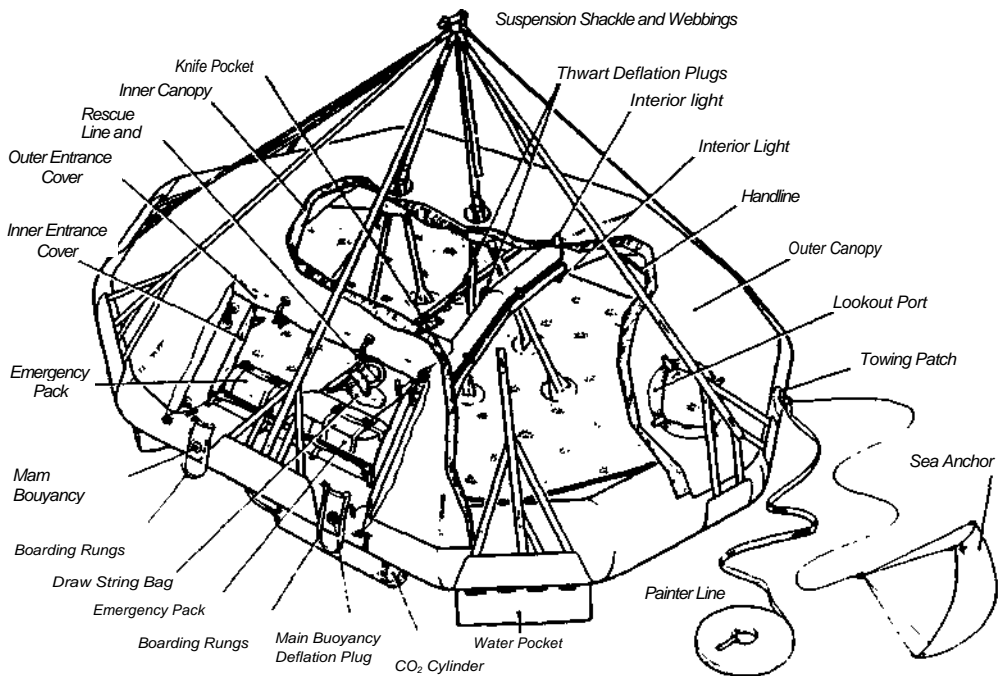 Suspension Shackle and Webbings
Knife Pocket
Thwart Deflation Plugs
Inner Canopy
Interior light
Rescue
Line and
Interior Light
Outer Entrance
Cover
Handline
Inner Entrance
Cover
Outer Canopy
Lookout Port
Emergency
Pack
Towing Patch
Sea Anchor
Mam
Bouyancy
Boarding Rungs
Draw String Bag
Emergency Pack
Painter Line
Boarding Rungs
Main Buoyancy
Deflation Plug
Water Pocket
CO₂ Cylinder